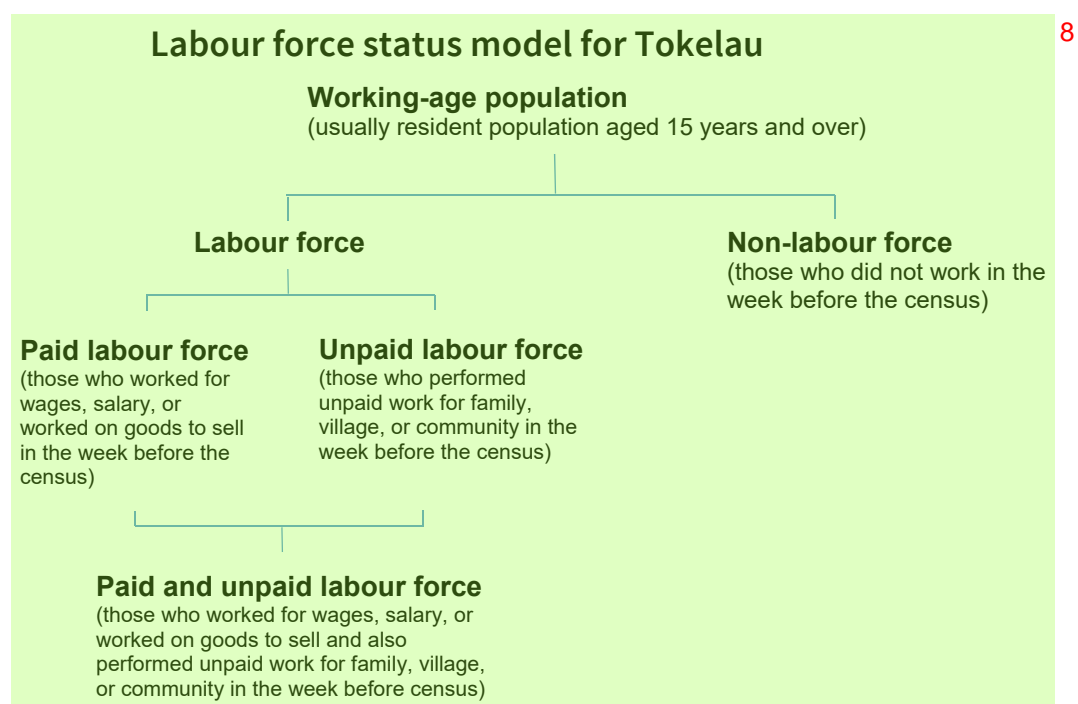 Labour force status model for Tokelau
8
Working-age population
(usually resident population aged 15 years and over)
Labour force
Non-labour force
(those who did not work in the
week before the census)
Paid labour force
(those who worked for
wages, salary, or
worked on goods to sell
in the week before the
census)
Unpaid labour force
(those who performed
unpaid work for family,
village, or community in the
week before the census)
Paid and unpaid labour force
(those who worked for wages, salary, or
worked on goods to sell and also
performed unpaid work for family, village,
or community in the week before census)